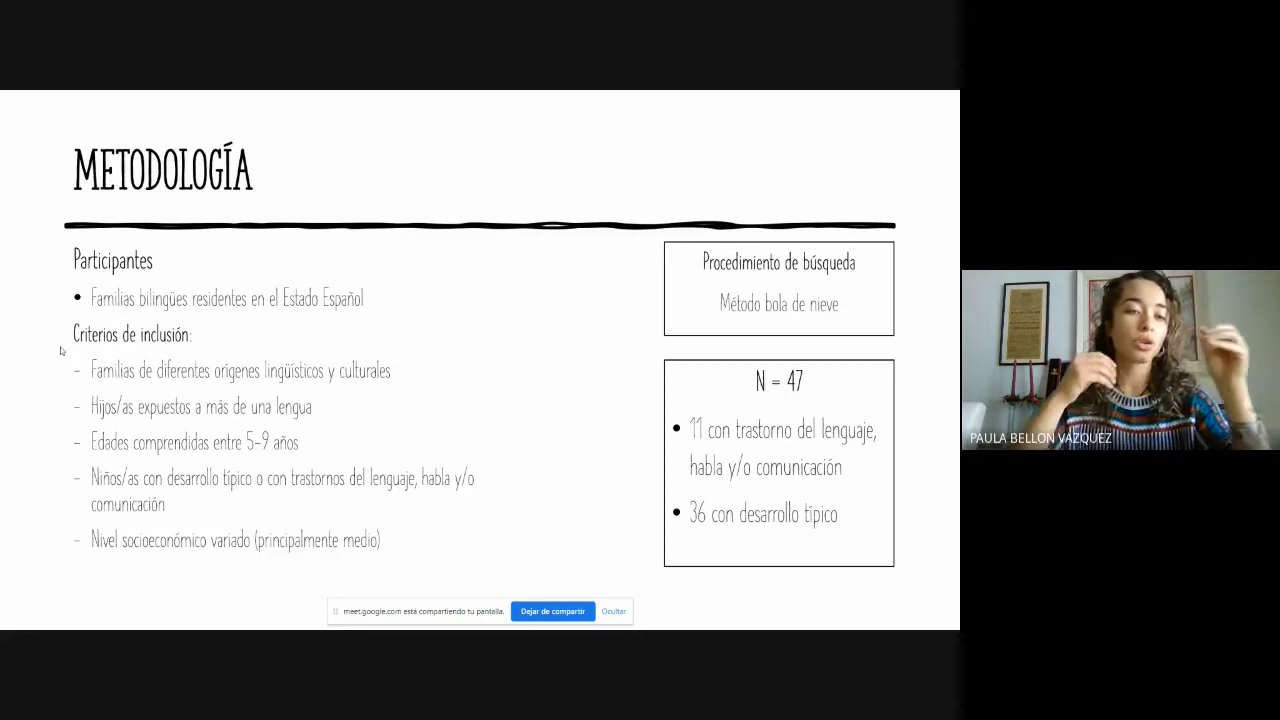 METODOLOGÍA
Participantes
• Familias bilingües residentes en el Estado Español
Criterios de inclusión:
- Familias de diferentes orígenes lingüísticos y culturales
- Hijos/as expuestos a más de una lengua
- Edades comprendidas entre 5-9 años
- Niños/as con desarrollo típico o con trastornos del lenguaje, habla y/o
comunicación
- Nivel socioeconómico variado (principalmente medio)
Procedimiento de búsqueda
Método bola de nieve
N = 47
• 11 con trastorno del lenguaje,
habla y/o comunicación
• 36 con desarrollo típico
meet.google.com está compartiendo tu pantalla. Dejar de compartir Ocultar
PAULA BELLON VAZQUEZ